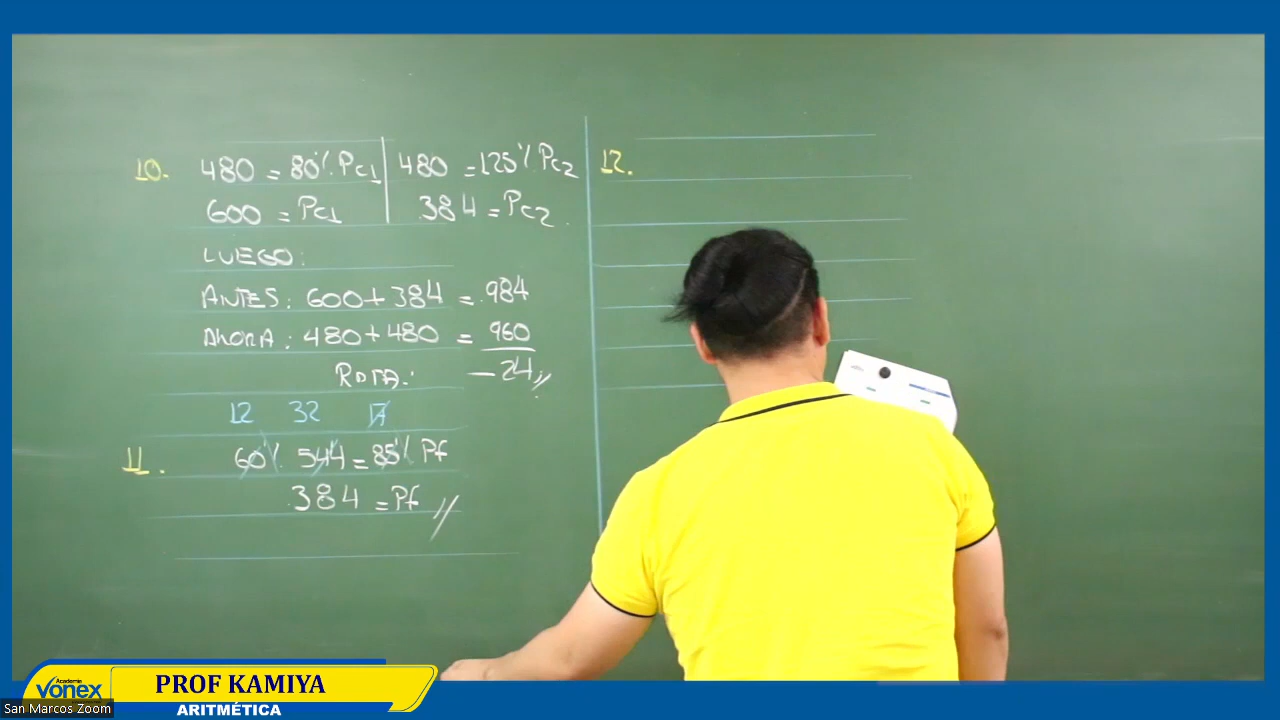 10. 480 = 80% Pc1 480 = 125% Pc2
600 = Pc1 384 = Pc2
LUEGO:
ANTES: 600 + 384 = 984
AHORA: 480 + 480 = 960
RPTA: - 24
12 32 17
11. 60% 544 = 85% Pf
384 = Pf
12.
Academia
Vonex
PROF KAMIYA
ARITMÉTICA
San Marcos Zoom